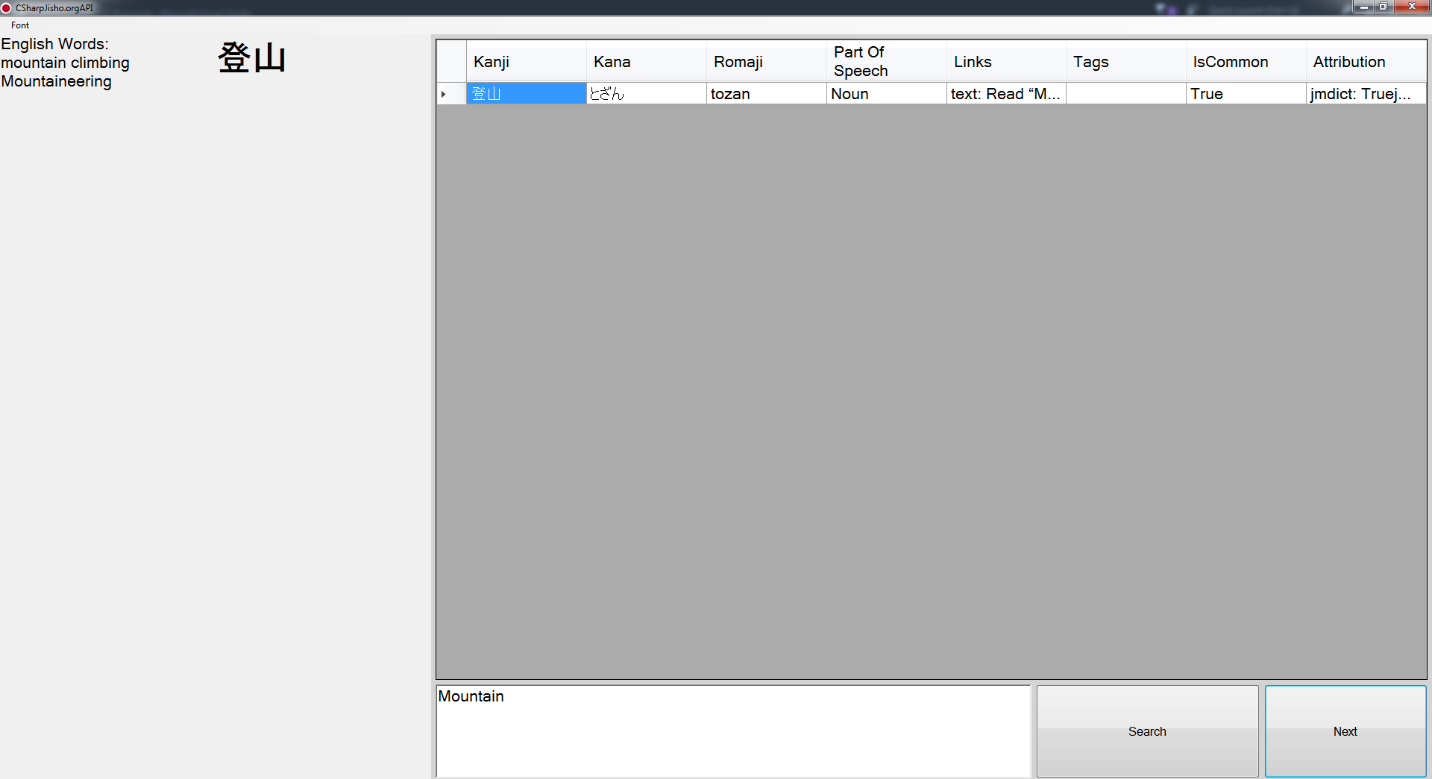 CSharpJisho.orgAPI
Font
English Words:
mountain climbing
Mountaineering
登山
Kanji
Kana
Romaji
Part Of
Speech
Links
Tags
IsCommon
Attribution
登山
とざん
tozan
Noun
text: Read “M...
True
jmdict: Truej...
Mountain
Search
Next